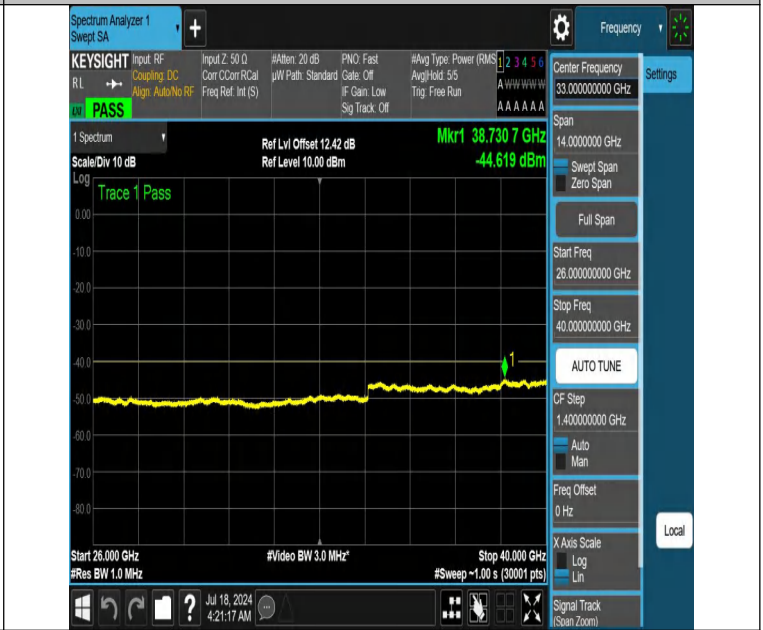 Spectrum Analyzer 1
Swept SA
+
Frequency
KEYSIGHT
RL
PASS
Input: RF
Coupling: DC
Align: Auto/No RF
Input Z: 50 Ω
Corr CCorr RCal
Freq Ref: Int (S)
#Atten: 20 dB
µW Path: Standard
PNO: Fast
Gate: Off
IF Gain: Low
Sig Track: Off
#Avg Type: Power (RMS
Avg|Hold: 5/5
Trig: Free Run
1 2 3 4 5 6
A W W W W W
A A A A A A
1 Spectrum
Scale/Div 10 dB
Log
Ref Lvl Offset 12.42 dB
Ref Level 10.00 dBm
Mkr1 38.730 7 GHz
-44.619 dBm
Trace 1 Pass
0.00
-10.0
-20.0
-30.0
-40.0
-50.0
-60.0
-70.0
-80.0
1
Start 26.000 GHz
#Res BW 1.0 MHz
#Video BW 3.0 MHz*
Stop 40.000 GHz
#Sweep ~1.00 s (30001 pts)
Jul 18, 2024
4:21:17 AM
?
Center Frequency
33.00000000 GHz
Settings
Span
14.0000000 GHz
Swept Span
Zero Span
Full Span
Start Freq
26.000000000 GHz
Stop Freq
40.000000000 GHz
AUTO TUNE
CF Step
1.400000000 GHz
Auto
Man
Freq Offset
0 Hz
X Axis Scale
Log
Lin
Local
Signal Track
(Span Zoom)